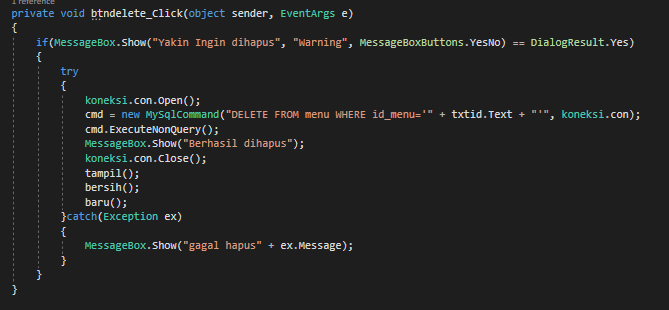 1 reference
private void btndelete_Click(object sender, EventArgs e)
{
if(MessageBox.Show("Yakin Ingin dihapus", "Warning", MessageBoxButtons.YesNo) == DialogResult.Yes)
{
try
{
koneksi.con.Open();
cmd = new MySqlCommand("DELETE FROM menu WHERE id_menu='" + txtid.Text + "'", koneksi.con);
cmd.ExecuteNonQuery();
MessageBox.Show("Berhasil dihapus");
koneksi.con.Close();
tampil();
bersih();
baru();
}catch(Exception ex)
{
MessageBox.Show("gagal hapus" + ex.Message);
}
}
}